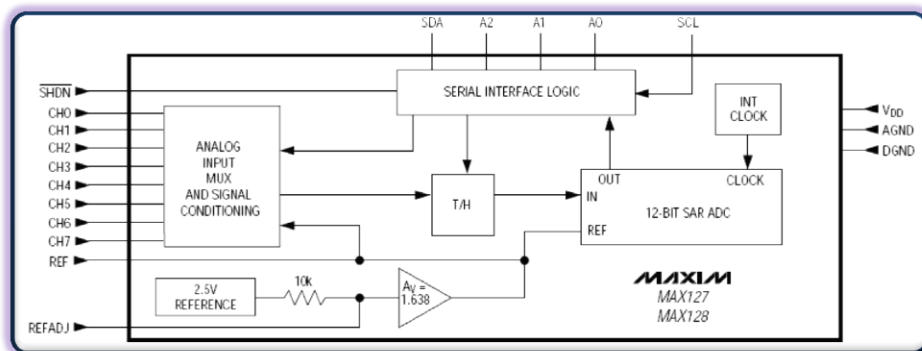 SDA A2 A1 A0 SCL
SHDN
SERIAL INTERFACE LOGIC
CH0
CH1
CH2
CH3
CH4
CH5
CH6
CH7
REF
REFADJ
ANALOG
INPUT
MUX
AND SIGNAL
CONDITIONING
INT
CLOCK
VDD
AGND
DGND
T/H
OUT CLOCK
IN
12-BIT SAR ADC
REF
2.5V
REFERENCE
10k
AV =
1.638
MAXIM
MAX127
MAX128